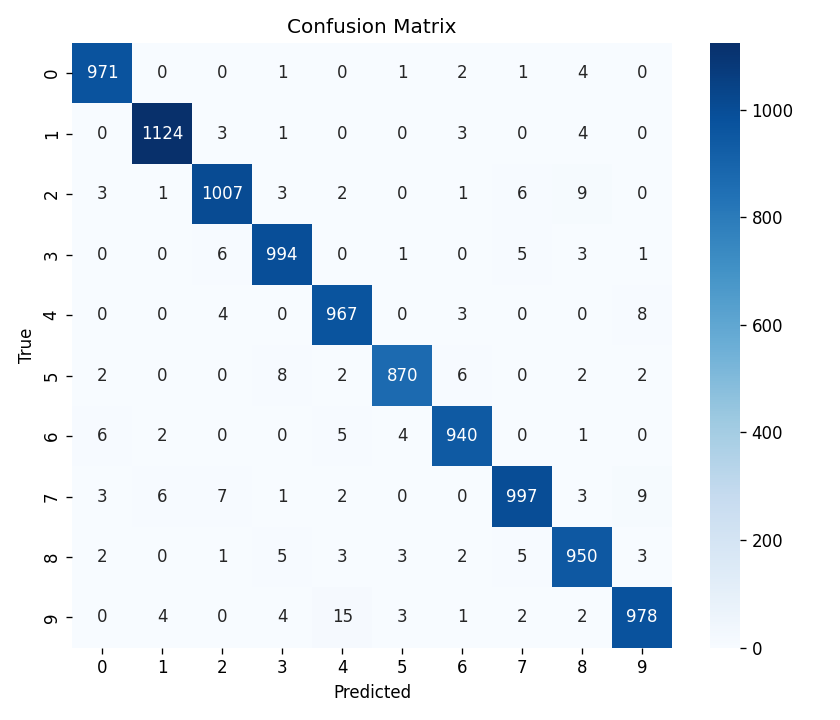 Confusion Matrix
0 971 0 0 1 0 1 2 1 4 0
1 0 1124 3 1 0 0 3 0 4 0
2 3 1 1007 3 2 0 1 6 9 0
3 0 0 6 994 0 1 0 5 3 1
4 0 0 4 0 967 0 3 0 0 8
5 2 0 0 8 2 870 6 0 2 2
6 6 2 0 0 5 4 940 0 1 0
7 3 6 7 1 2 0 0 997 3 9
8 2 0 1 5 3 3 2 5 950 3
9 0 4 0 4 15 3 1 2 2 978
0 1 2 3 4 5 6 7 8 9
Predicted
True
1000
800
600
400
200
0